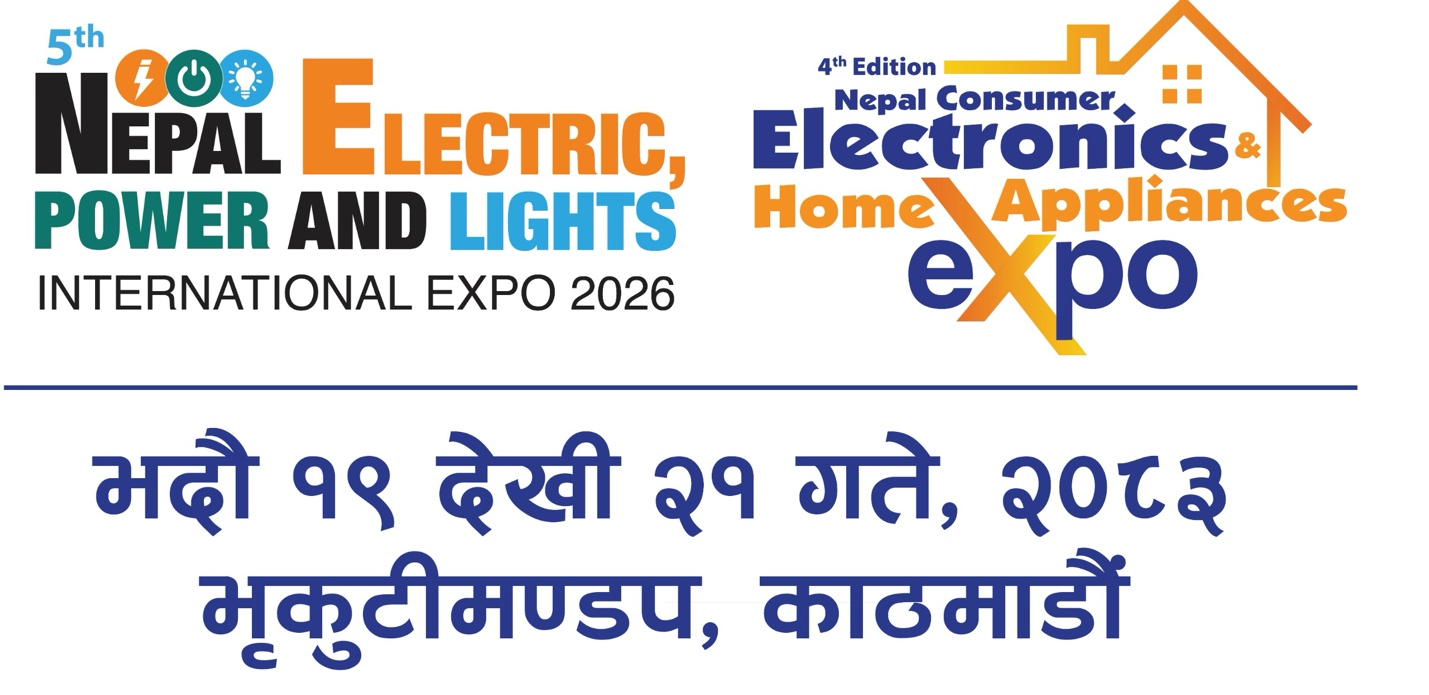 5th
NEPAL ELECTRIC,
POWER AND LIGHTS
INTERNATIONAL EXPO 2026
4th Edition
Nepal Consumer
Electronics &
Home Appliances
expo
भदौ १९ देखी २१ गते, २०८३
भृकुटीमण्डप, काठमाडौं